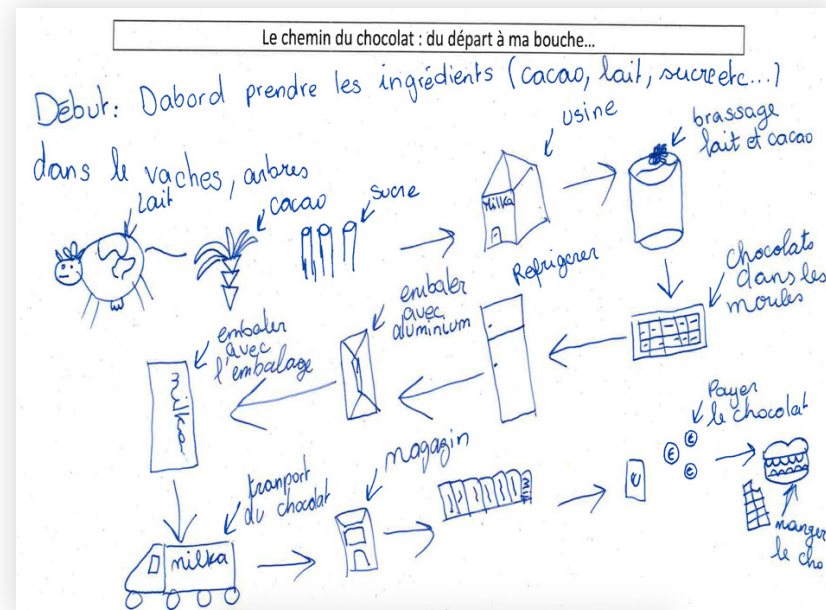 Le chemin du chocolat : du départ à ma bouche...
Début: Dabord prendre les ingrédients (cacao, lait, sucre etc...)
dans le vaches, arbres
lait
cacao
sucre
usine
milka
brassage
lait et cacao
chocolats
dans les
moules
Refrigerer
embaler
avec
aluminium
embaler
avec
l'embalage
milka
tranport
du chocolat
milka
magagin
Payer
le chocolat
€
€
€
manger
le cho